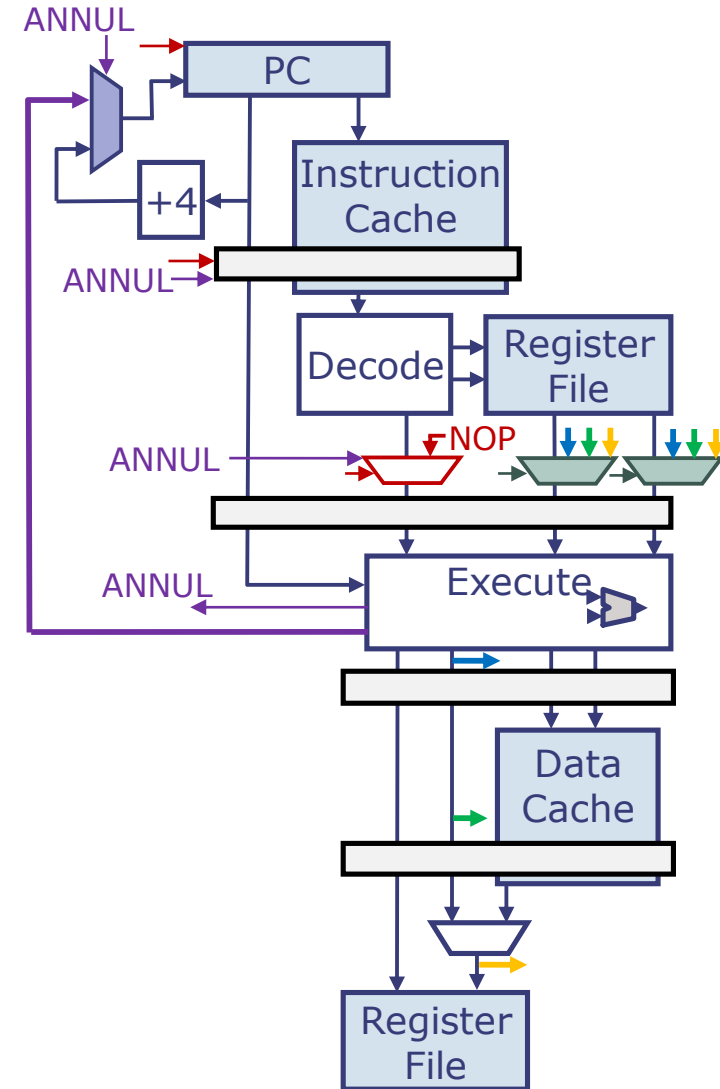 ANNUL
PC
Instruction
Cache
+4
ANNUL
Decode
Register
File
NOP
ANNUL
Execute
ANNUL
Data
Cache
Register
File